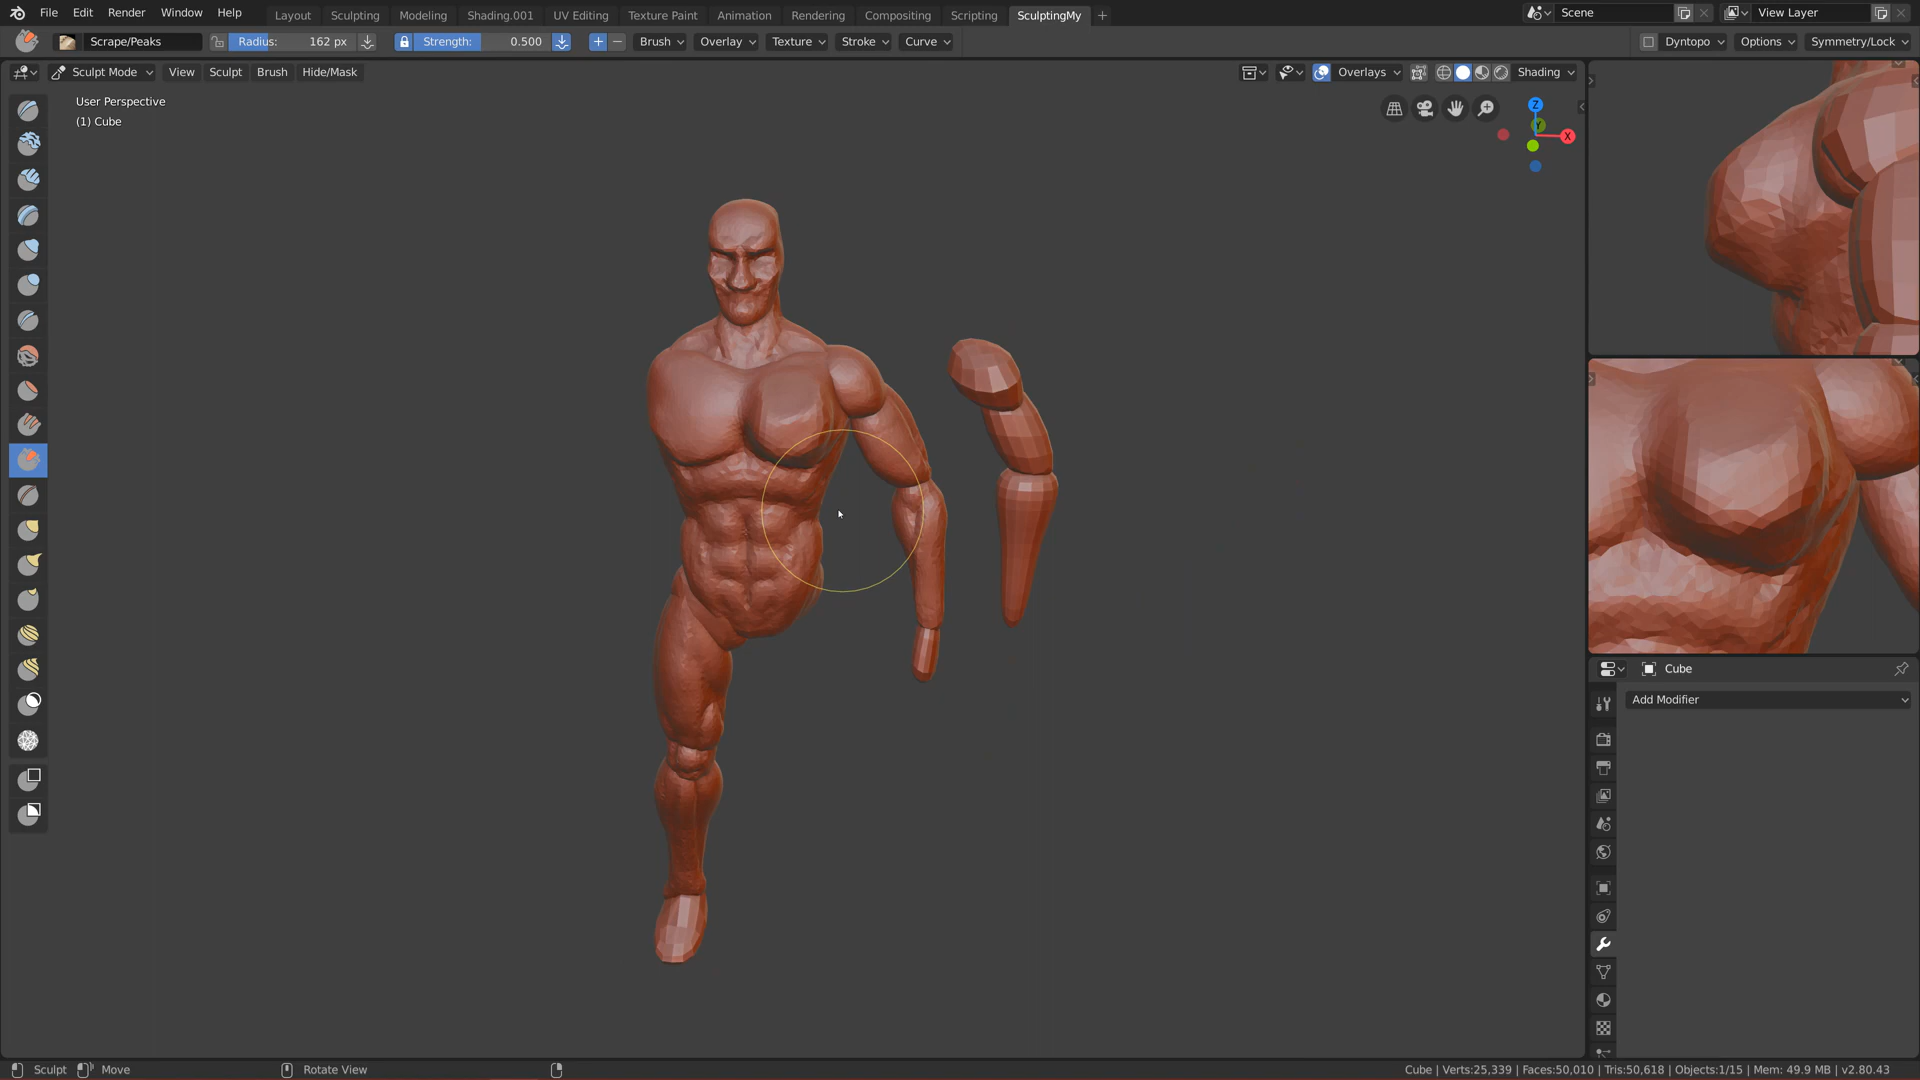 File Edit Render Window Help Layout Sculpting Modeling Shading.001 UV Editing Texture Paint Animation Rendering Compositing Scripting SculptingMy + Scene View Layer
Scrape/Peaks Radius: 162 px Strength: 0.500 + − Brush Overlay Texture Stroke Curve Dyntopo Options Symmetry/Lock
Sculpt Mode View Sculpt Brush Hide/Mask Overlays Shading
User Perspective
(1) Cube
Z
Y
X
Cube
Add Modifier
Sculpt Move Rotate View Cube | Verts:25,339 | Faces:50,010 | Tris:50,618 | Objects:1/15 | Mem: 49.9 MB | v2.80.43